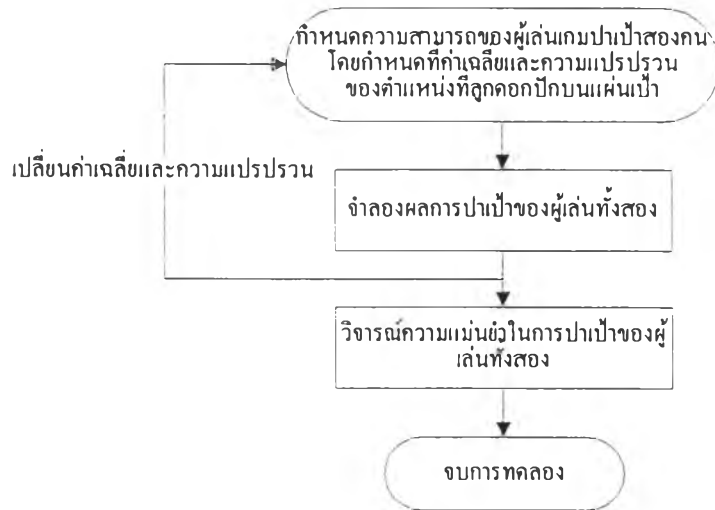 กำหนดความสามารถของผู้เล่นเกมปาเป้าสองคน
โดยกำหนดที่ค่าเฉลี่ยและความแปรปรวน
ของตำแหน่งที่ลูกดอกปักบนแผ่นเป้า
เปลี่ยนค่าเฉลี่ยและความแปรปรวน
จำลองผลการปาเป้าของผู้เล่นทั้งสอง
วิจารณ์ความแม่นยำในการปาเป้าของผู้
เล่นทั้งสอง
จบการทดลอง